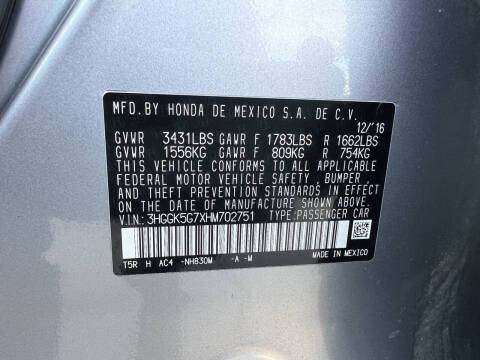 MFD.BY HONDA DE MEXICO S.A. DE C.V.
12/'16
GVWR 3431LBS GAWR F 1783LBS R 1662LBS
GVWR 1556KG GAWR F 809KG R 754KG
THIS VEHICLE CONFORMS TO ALL APPLICABLE
FEDERAL MOTOR VEHICLE SAFETY, BUMPER
AND THEFT PREVENTION STANDARDS IN EFFECT
ON THE DATE OF MANUFACTURE SHOWN ABOVE.
V.I.N: 3HGGK5G7XHM702751 TYPE:PASSENGER CAR
T5R H AC4 -NH830M -A -M MADE IN MEXICO